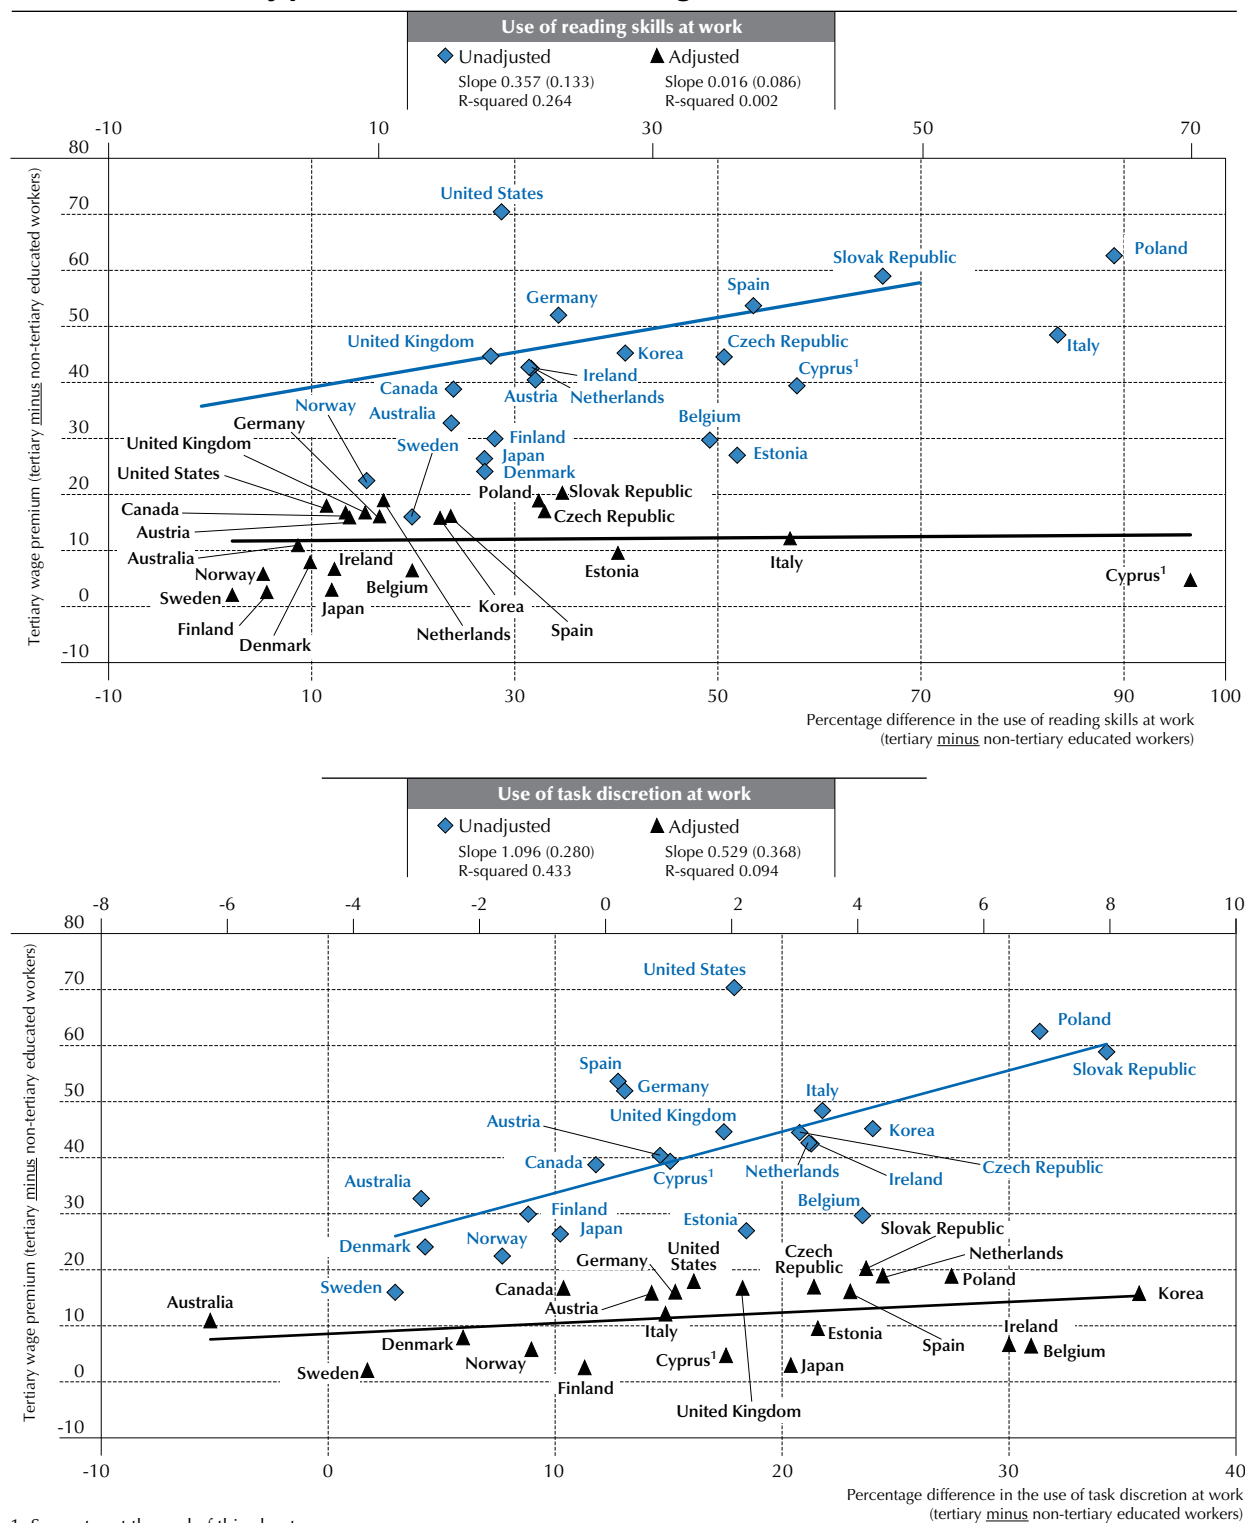 Use of reading skills at work
Unadjusted Adjusted
Slope 0.357 (0.133) Slope 0.016 (0.086)
R-squared 0.264 R-squared 0.002
-10 10 30 50 70
80
70
60
50
40
30
20
10
0
-10
Tertiary wage premium (tertiary minus non-tertiary educated workers)
United States
Poland
Slovak Republic
Spain
Germany
United Kingdom
Czech Republic
Italy
Korea
Cyprus1
Ireland
Canada
Austria
Netherlands
Norway
Australia
Belgium
Germany
Finland
United Kingdom
Sweden
Japan
Estonia
United States
Denmark
Poland
Slovak Republic
Canada
Czech Republic
Austria
Australia
Ireland
Italy
Estonia
Norway
Cyprus1
Belgium
Sweden
Japan
Korea
Finland
Netherlands
Spain
Denmark
-10 10 30 50 70 90 100
Percentage difference in the use of reading skills at work
(tertiary minus non-tertiary educated workers)
Use of task discretion at work
Unadjusted Adjusted
Slope 1.096 (0.280) Slope 0.529 (0.368)
R-squared 0.433 R-squared 0.094
-8 -6 -4 -2 0 2 4 6 8 10
80
70
60
50
40
30
20
10
0
-10
Tertiary wage premium (tertiary minus non-tertiary educated workers)
United States
Poland
Spain
Slovak Republic
Germany
Italy
United Kingdom
Austria
Korea
Canada
Netherlands
Czech Republic
Cyprus1
Ireland
Australia
Belgium
Finland
Estonia
Japan
Slovak Republic
Norway
Denmark
United
States
Czech
Republic
Netherlands
Germany
Poland
Sweden
Canada
Korea
Australia
Austria
Italy
Estonia
Ireland
Denmark
Spain
Belgium
Norway
Cyprus1
Japan
Sweden
Finland
United Kingdom
-10 0 10 20 30 40
Percentage difference in the use of task discretion at work
(tertiary minus non-tertiary educated workers)